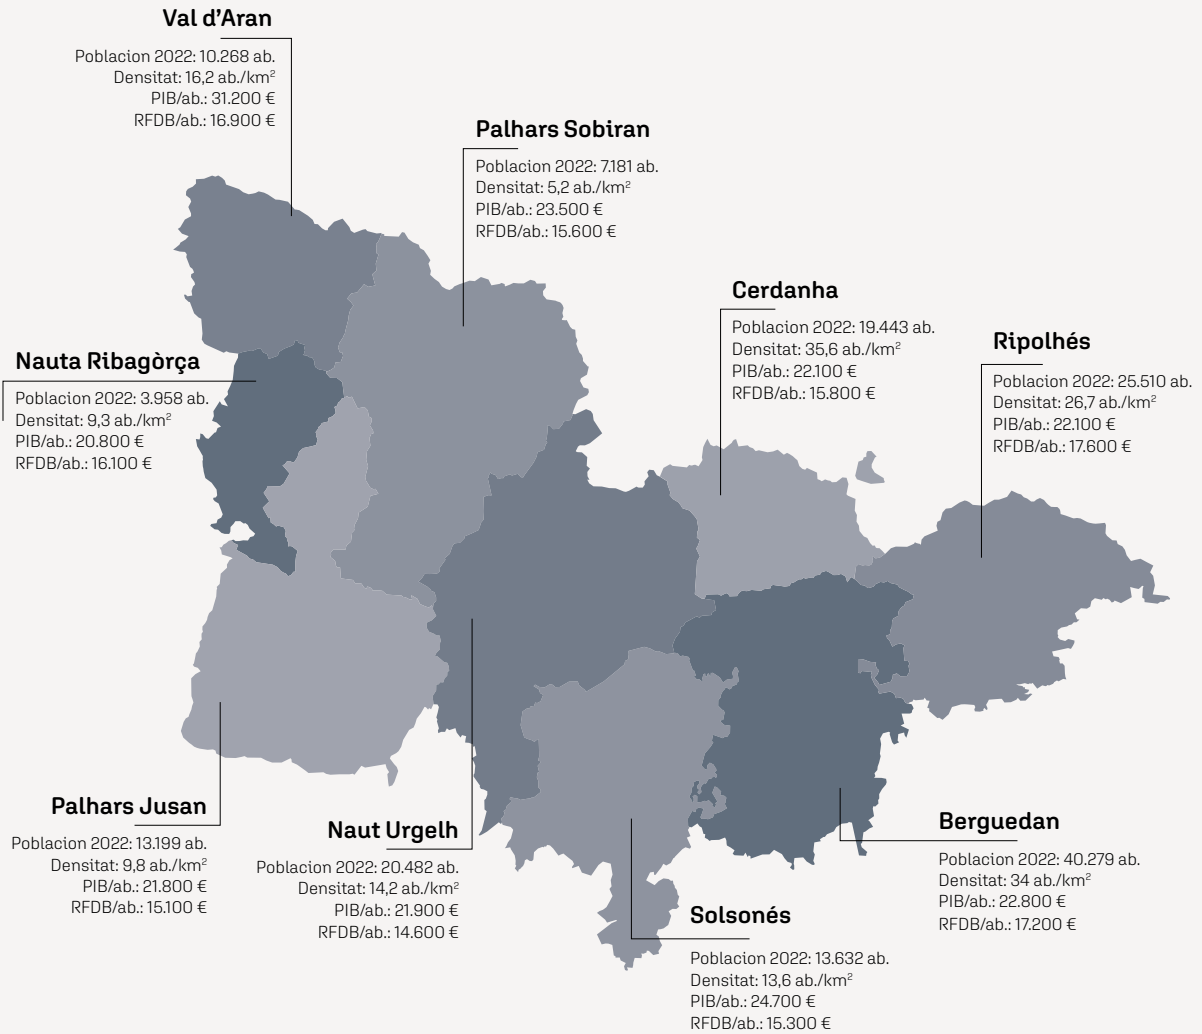 Val d’Aran
Poblacion 2022: 10.268 ab.
Densitat: 16,2 ab./km²
PIB/ab.: 31.200 €
RFDB/ab.: 16.900 €
Palhars Sobiran
Poblacion 2022: 7.181 ab.
Densitat: 5,2 ab./km²
PIB/ab.: 23.500 €
RFDB/ab.: 15.600 €
Cerdanha
Poblacion 2022: 19.443 ab.
Densitat: 35,6 ab./km²
PIB/ab.: 22.100 €
RFDB/ab.: 15.800 €
Ripolhés
Poblacion 2022: 25.510 ab.
Densitat: 26,7 ab./km²
PIB/ab.: 22.100 €
RFDB/ab.: 17.600 €
Nauta Ribagòrça
Poblacion 2022: 3.958 ab.
Densitat: 9,3 ab./km²
PIB/ab.: 20.800 €
RFDB/ab.: 16.100 €
Palhars Jusan
Poblacion 2022: 13.199 ab.
Densitat: 9,8 ab./km²
PIB/ab.: 21.800 €
RFDB/ab.: 15.100 €
Naut Urgelh
Poblacion 2022: 20.482 ab.
Densitat: 14,2 ab./km²
PIB/ab.: 21.900 €
RFDB/ab.: 14.600 €
Solsonés
Poblacion 2022: 13.632 ab.
Densitat: 13,6 ab./km²
PIB/ab.: 24.700 €
RFDB/ab.: 15.300 €
Berguedan
Poblacion 2022: 40.279 ab.
Densitat: 34 ab./km²
PIB/ab.: 22.800 €
RFDB/ab.: 17.200 €